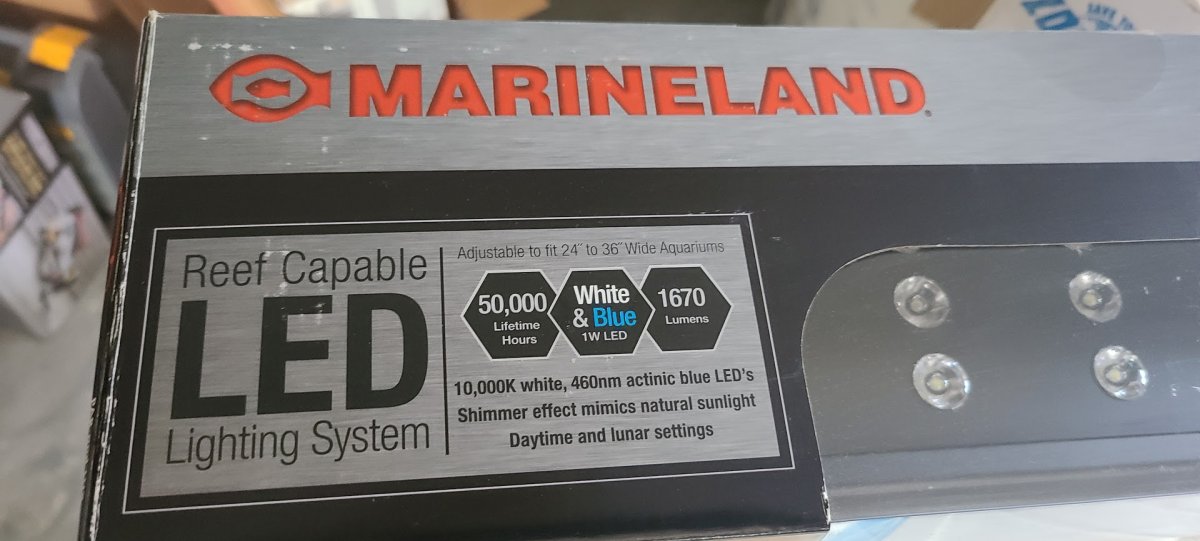 MARINELAND.
Reef Capable
LED
Lighting System
Adjustable to fit 24" to 36" Wide Aquariums
50,000
Lifetime
Hours
White
& Blue
1W LED
1670
Lumens
10,000K white, 460nm actinic blue LED's
Shimmer effect mimics natural sunlight
Daytime and lunar settings